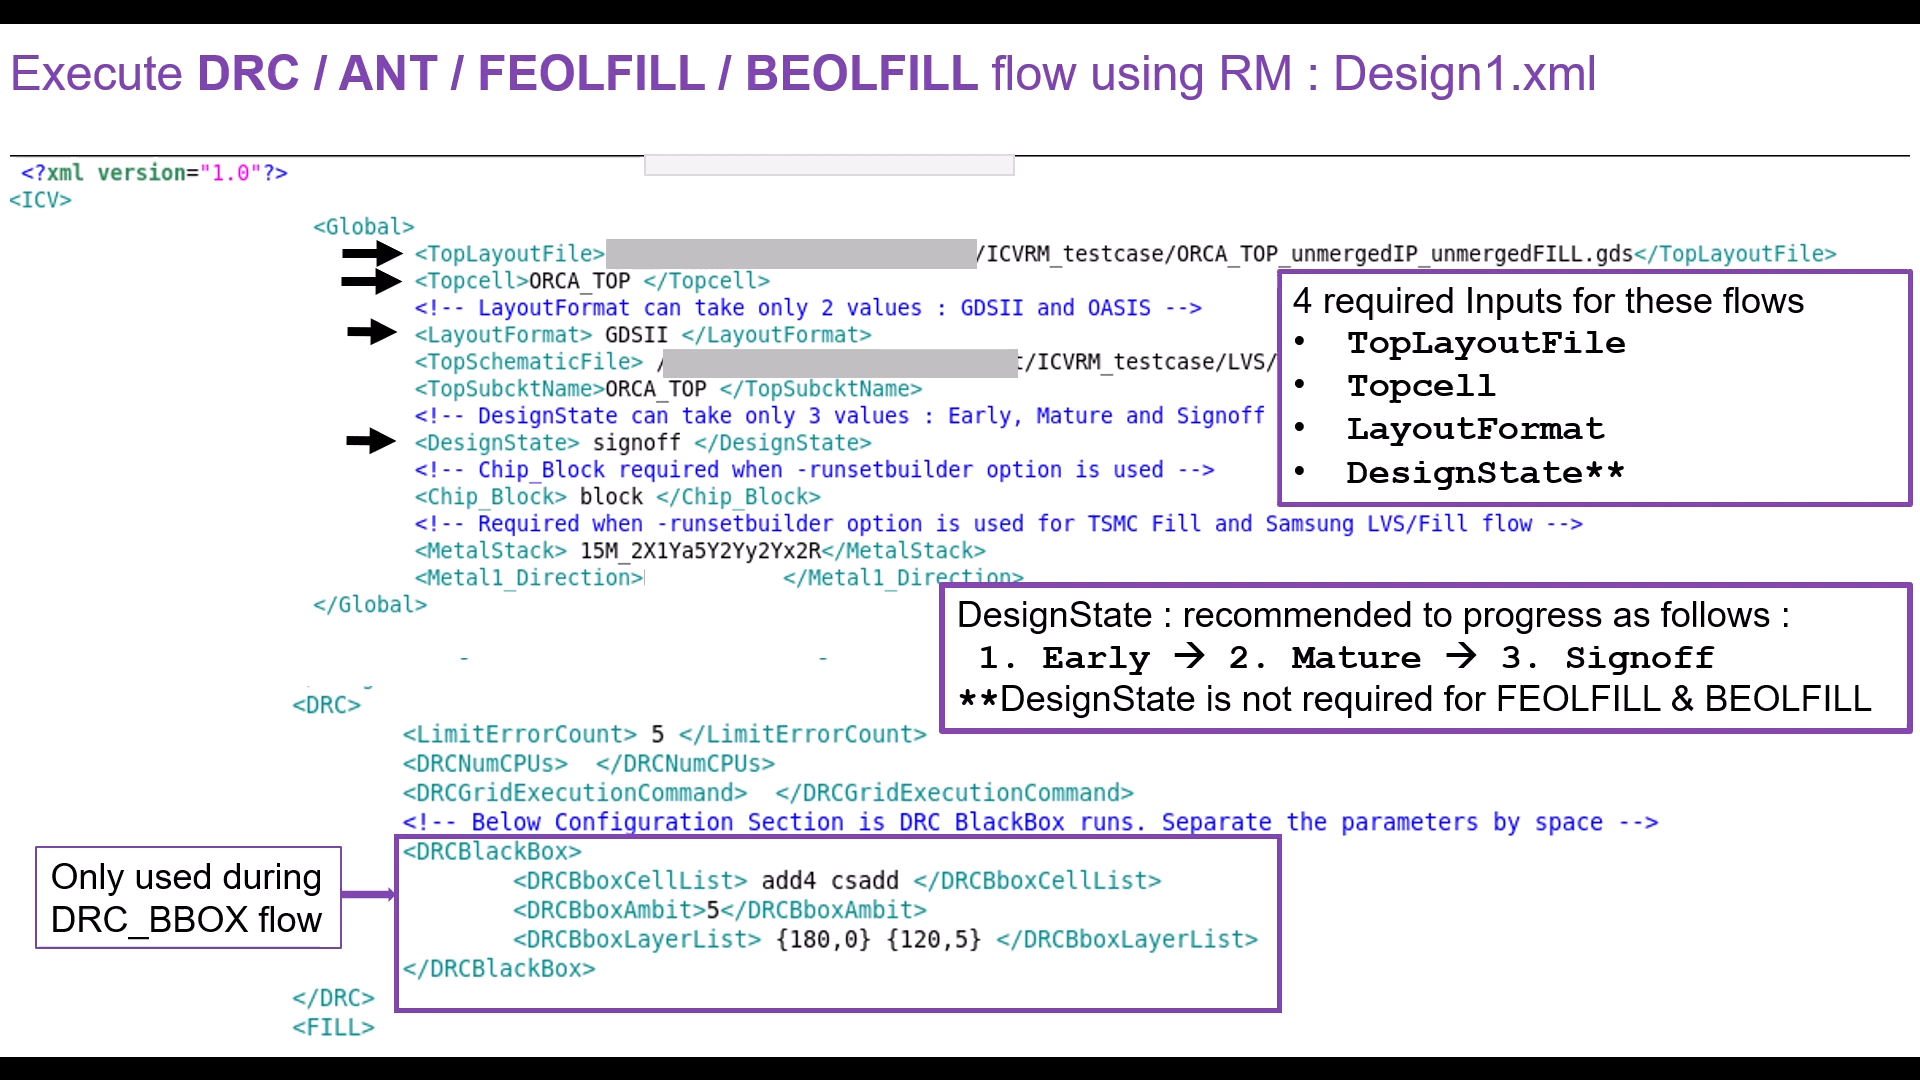 Execute DRC / ANT / FEOLFILL / BEOLFILL flow using RM : Design1.xml
<?xml version="1.0"?>
<ICV>
<Global>
<TopLayoutFile> /ICVRM_testcase/ORCA_TOP_unmergedIP_unmergedFILL.gds</TopLayoutFile>
<Topcell>ORCA_TOP </Topcell>
<!-- LayoutFormat can take only 2 values : GDSII and OASIS -->
<LayoutFormat> GDSII </LayoutFormat>
<TopSchematicFile> / t/ICVRM_testcase/LVS/
<TopSubcktName>ORCA_TOP </TopSubcktName>
<!-- DesignState can take only 3 values : Early, Mature and Signoff
<DesignState> signoff </DesignState>
<!-- Chip_Block required when -runsetbuilder option is used -->
<Chip_Block> block </Chip_Block>
<!-- Required when -runsetbuilder option is used for TSMC Fill and Samsung LVS/Fill flow -->
<MetalStack> 15M_2X1Ya5Y2Yy2Yx2R</MetalStack>
<Metal1_Direction> </Metal1_Direction>
</Global>
4 required Inputs for these flows
• TopLayoutFile
• Topcell
• LayoutFormat
• DesignState**
DesignState : recommended to progress as follows :
1. Early → 2. Mature → 3. Signoff
**DesignState is not required for FEOLFILL & BEOLFILL
<DRC>
<LimitErrorCount> 5 </LimitErrorCount>
<DRCNumCPUs> </DRCNumCPUs>
<DRCGridExecutionCommand> </DRCGridExecutionCommand>
<!-- Below Configuration Section is DRC BlackBox runs. Separate the parameters by space -->
Only used during
DRC_BBOX flow
<DRCBlackBox>
<DRCBboxCellList> add4 csadd </DRCBboxCellList>
<DRCBboxAmbit>5</DRCBboxAmbit>
<DRCBboxLayerList> {180,0} {120,5} </DRCBboxLayerList>
</DRCBlackBox>
</DRC>
<FILL>